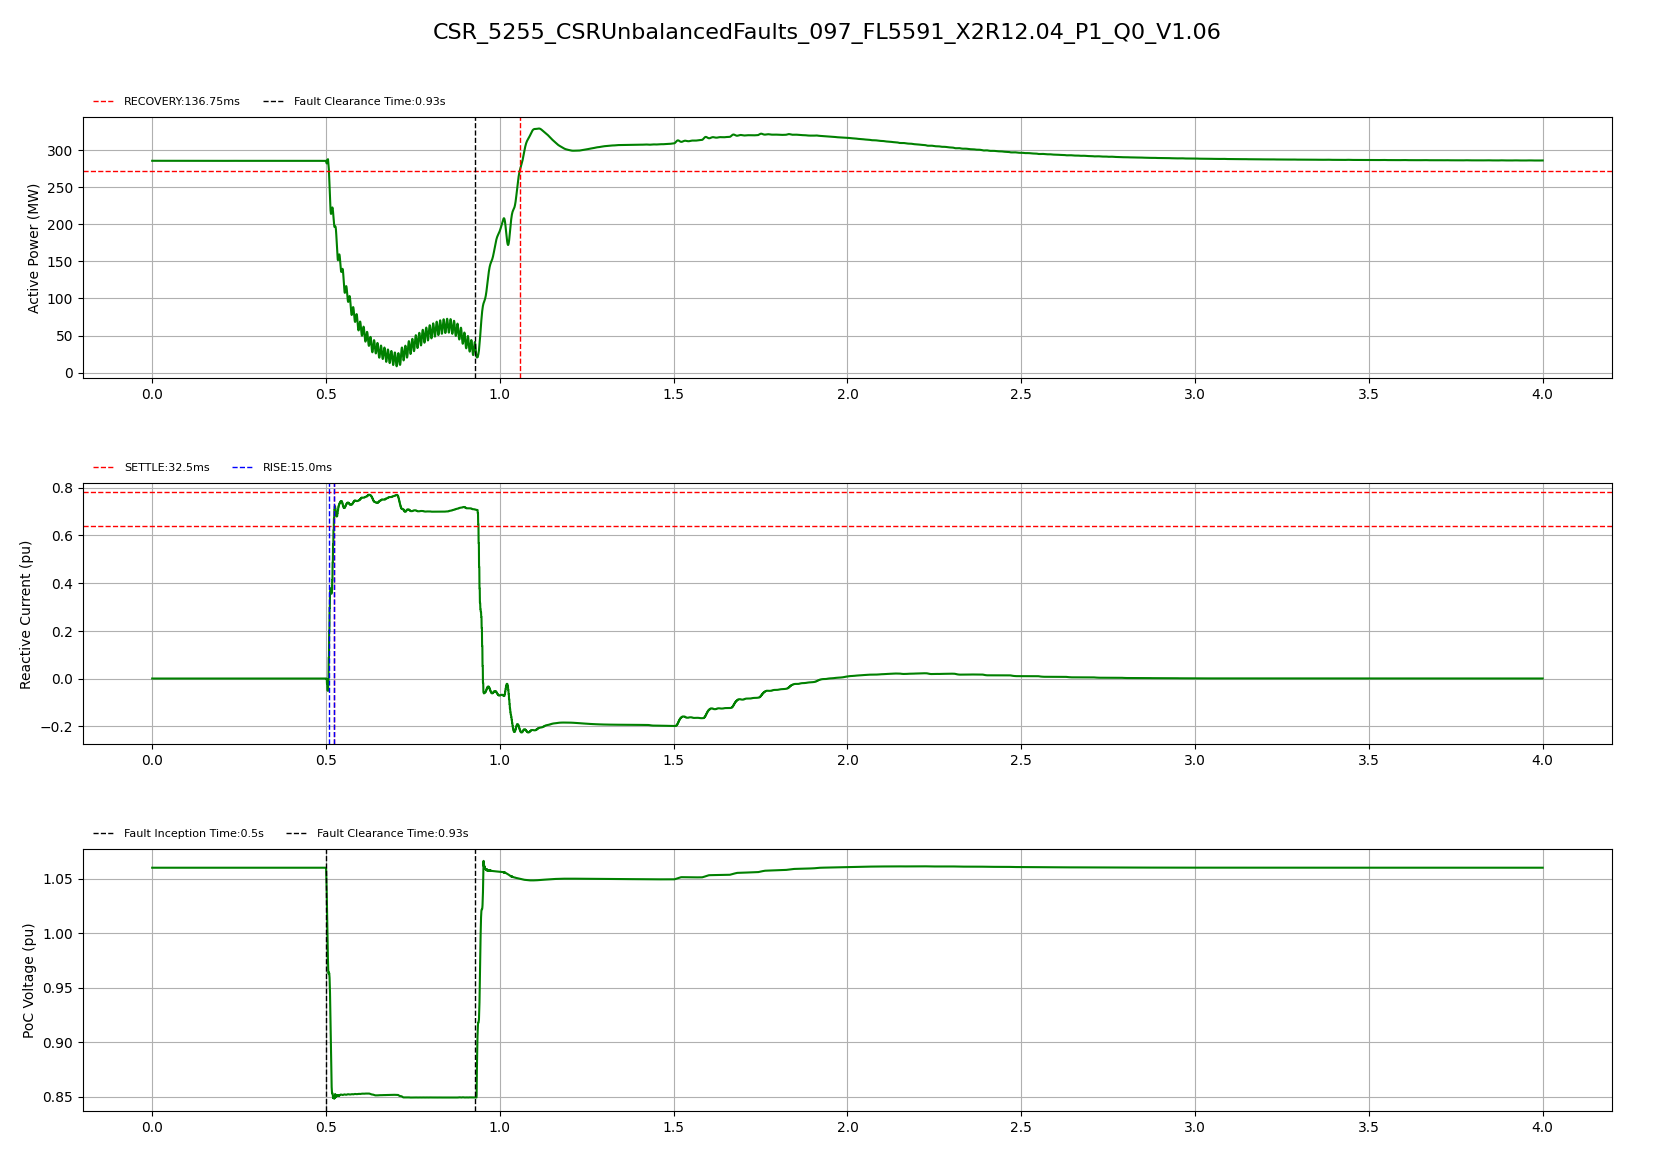 CSR_5255_CSRUnbalancedFaults_097_FL5591_X2R12.04_P1_Q0_V1.06
RECOVERY:136.75ms Fault Clearance Time:0.93s
Active Power (MW)
300
250
200
150
100
50
0
0.0 0.5 1.0 1.5 2.0 2.5 3.0 3.5 4.0
SETTLE:32.5ms RISE:15.0ms
Reactive Current (pu)
0.8
0.6
0.4
0.2
0.0
−0.2
0.0 0.5 1.0 1.5 2.0 2.5 3.0 3.5 4.0
Fault Inception Time:0.5s Fault Clearance Time:0.93s
PoC Voltage (pu)
1.05
1.00
0.95
0.90
0.85
0.0 0.5 1.0 1.5 2.0 2.5 3.0 3.5 4.0